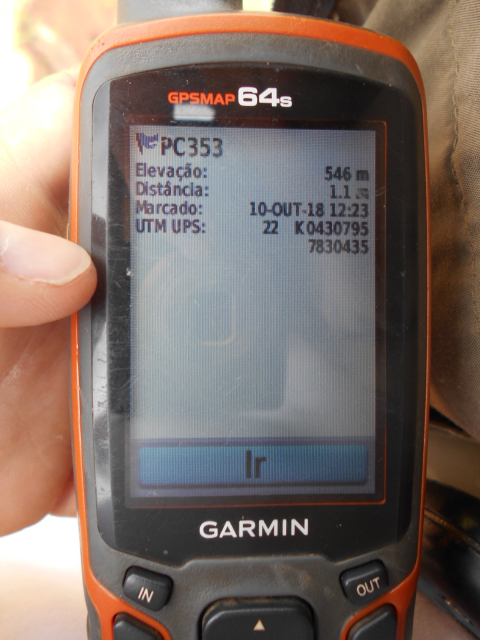 GPSMAP 64s
PC353
Elevação: 546 m
Distância: 1.1
Marcado: 10-OUT-18 12:23
UTM UPS: 22 K 0430795
7830435
Ir
GARMIN
IN
OUT